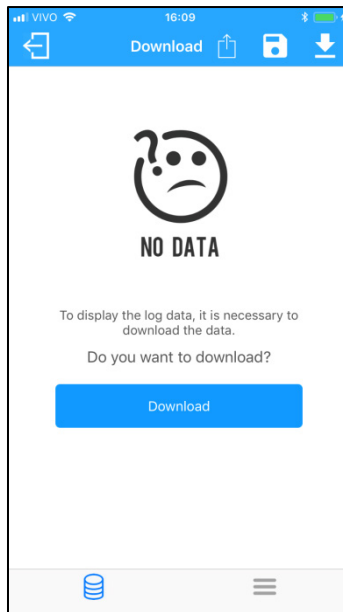 VIVO 16:09
Download
NO DATA
To display the log data, it is necessary to
download the data.
Do you want to download?
Download